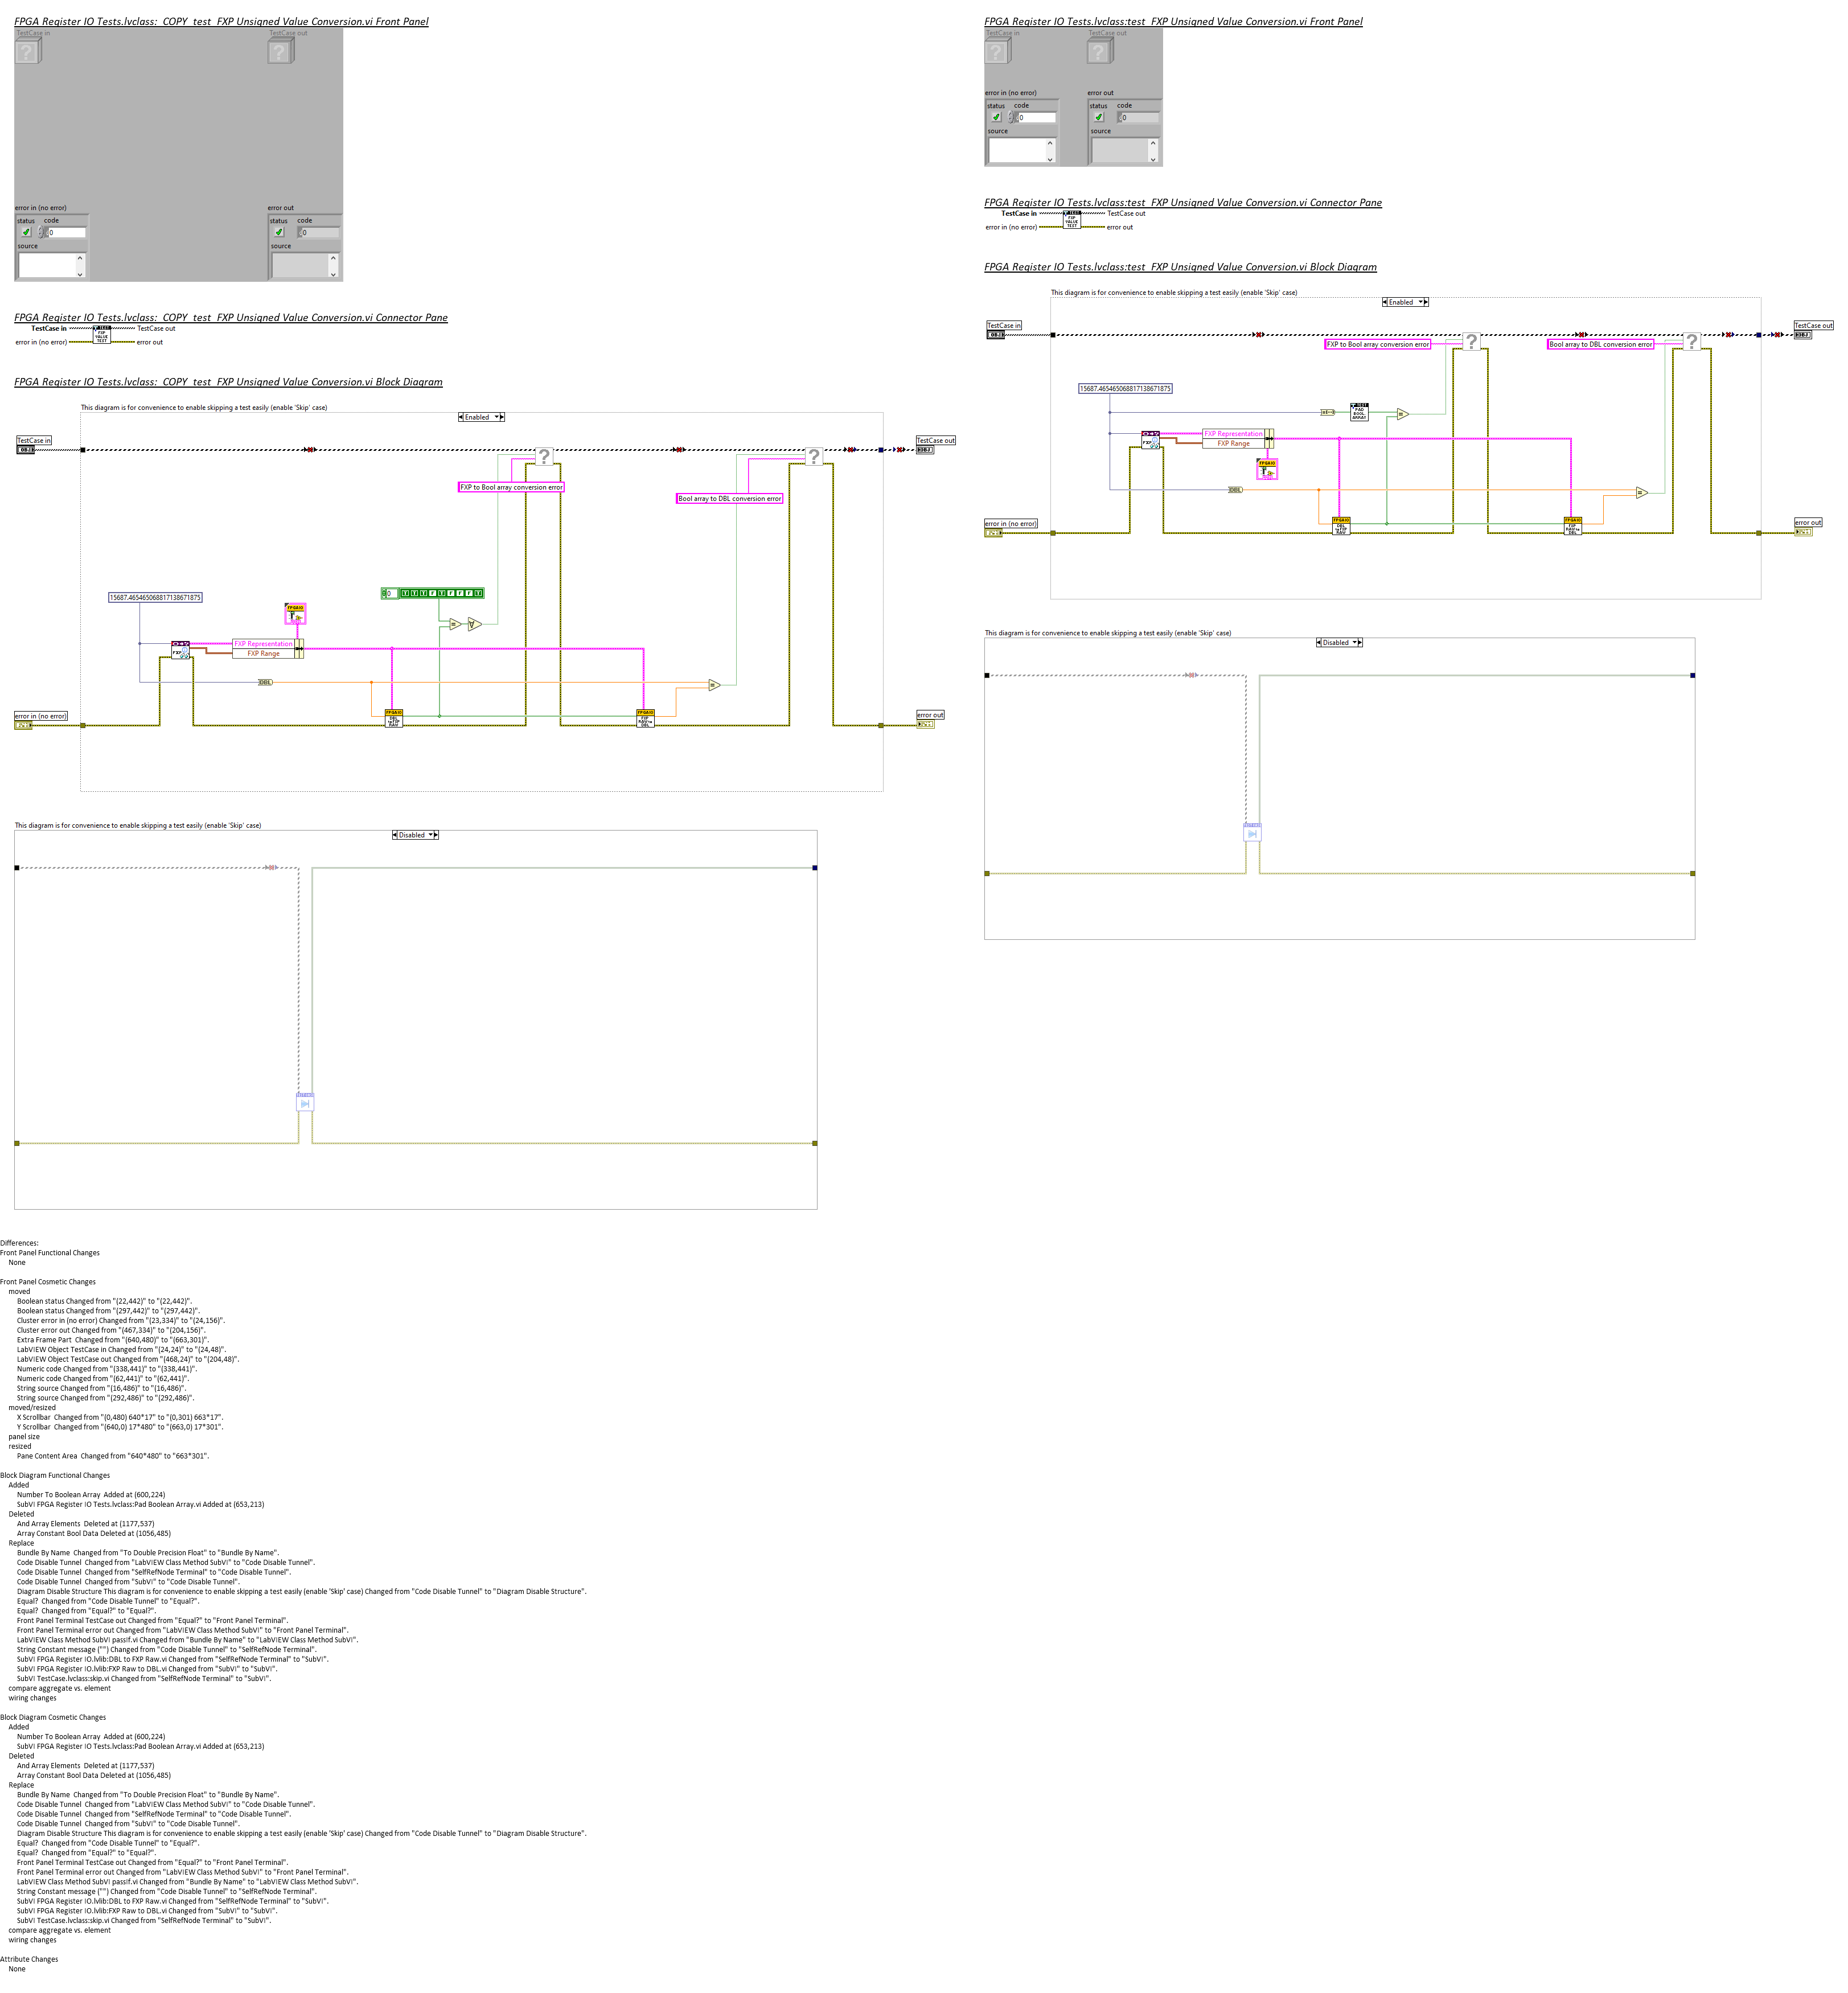 FPGA Register IO Tests.lvclass:_COPY_test_FXP Unsigned Value Conversion.vi Front Panel
TestCase in
TestCase out
error in (no error)
error out
status code
0
source
status code
0
source
FPGA Register IO Tests.lvclass:_COPY_test_FXP Unsigned Value Conversion.vi Connector Pane
TestCase in
TestCase out
error in (no error)
error out
TEST
FXP
VALUE
TEST
FPGA Register IO Tests.lvclass:_COPY_test_FXP Unsigned Value Conversion.vi Block Diagram
This diagram is for convenience to enable skipping a test easily (enable 'Skip' case)
Enabled
TestCase in
TestCase out
FXP to Bool array conversion error
Bool array to DBL conversion error
15687.465465068817138671875
FPGAIO
0
FXP Representation
FXP Range
DBL
error in (no error)
error out
This diagram is for convenience to enable skipping a test easily (enable 'Skip' case)
Disabled
FPGA Register IO Tests.lvclass:test_FXP Unsigned Value Conversion.vi Front Panel
TestCase in
TestCase out
error in (no error)
error out
status code
0
source
status code
0
source
FPGA Register IO Tests.lvclass:test_FXP Unsigned Value Conversion.vi Connector Pane
TestCase in
TestCase out
error in (no error)
error out
TEST
FXP
VALUE
TEST
FPGA Register IO Tests.lvclass:test_FXP Unsigned Value Conversion.vi Block Diagram
This diagram is for convenience to enable skipping a test easily (enable 'Skip' case)
Enabled
TestCase in
TestCase out
FXP to Bool array conversion error
Bool array to DBL conversion error
15687.465465068817138671875
TEST
PAD
BOOL
ARRAY
FXP Representation
FXP Range
FPGAIO
DBL
error in (no error)
error out
This diagram is for convenience to enable skipping a test easily (enable 'Skip' case)
Disabled
Differences:
Front Panel Functional Changes
None
Front Panel Cosmetic Changes
moved
Boolean status Changed from "(22,442)" to "(22,442)".
Boolean status Changed from "(297,442)" to "(297,442)".
Cluster error in (no error) Changed from "(23,334)" to "(24,156)".
Cluster error out Changed from "(467,334)" to "(204,156)".
Extra Frame Part  Changed from "(640,480)" to "(663,301)".
LabVIEW Object TestCase in Changed from "(24,24)" to "(24,48)".
LabVIEW Object TestCase out Changed from "(468,24)" to "(204,48)".
Numeric code Changed from "(338,441)" to "(338,441)".
Numeric code Changed from "(62,441)" to "(62,441)".
String source Changed from "(16,486)" to "(16,486)".
String source Changed from "(292,486)" to "(292,486)".
moved/resized
X Scrollbar  Changed from "(0,480) 640*17" to "(0,301) 663*17".
Y Scrollbar  Changed from "(640,0) 17*480" to "(663,0) 17*301".
panel size
resized
Pane Content Area  Changed from "640*480" to "663*301".
Block Diagram Functional Changes
Added
Number To Boolean Array  Added at (600,224)
SubVI FPGA Register IO Tests.lvclass:Pad Boolean Array.vi Added at (653,213)
Deleted
And Array Elements  Deleted at (1177,537)
Array Constant Bool Data Deleted at (1056,485)
Replace
Bundle By Name  Changed from "To Double Precision Float" to "Bundle By Name".
Code Disable Tunnel  Changed from "LabVIEW Class Method SubVI" to "Code Disable Tunnel".
Code Disable Tunnel  Changed from "SelfRefNode Terminal" to "Code Disable Tunnel".
Code Disable Tunnel  Changed from "SubVI" to "Code Disable Tunnel".
Diagram Disable Structure This diagram is for convenience to enable skipping a test easily (enable 'Skip' case) Changed from "Code Disable Tunnel" to "Diagram Disable Structure".
Equal?  Changed from "Code Disable Tunnel" to "Equal?".
Equal?  Changed from "Equal?" to "Equal?".
Front Panel Terminal TestCase out Changed from "Equal?" to "Front Panel Terminal".
Front Panel Terminal error out Changed from "LabVIEW Class Method SubVI" to "Front Panel Terminal".
LabVIEW Class Method SubVI passIf.vi Changed from "Bundle By Name" to "LabVIEW Class Method SubVI".
String Constant message ("") Changed from "Code Disable Tunnel" to "SelfRefNode Terminal".
SubVI FPGA Register IO.lvlib:DBL to FXP Raw.vi Changed from "SelfRefNode Terminal" to "SubVI".
SubVI FPGA Register IO.lvlib:FXP Raw to DBL.vi Changed from "SubVI" to "SubVI".
SubVI TestCase.lvclass:skip.vi Changed from "SelfRefNode Terminal" to "SubVI".
compare aggregate vs. element
wiring changes
Block Diagram Cosmetic Changes
Added
Number To Boolean Array  Added at (600,224)
SubVI FPGA Register IO Tests.lvclass:Pad Boolean Array.vi Added at (653,213)
Deleted
And Array Elements  Deleted at (1177,537)
Array Constant Bool Data Deleted at (1056,485)
Replace
Bundle By Name  Changed from "To Double Precision Float" to "Bundle By Name".
Code Disable Tunnel  Changed from "LabVIEW Class Method SubVI" to "Code Disable Tunnel".
Code Disable Tunnel  Changed from "SelfRefNode Terminal" to "Code Disable Tunnel".
Code Disable Tunnel  Changed from "SubVI" to "Code Disable Tunnel".
Diagram Disable Structure This diagram is for convenience to enable skipping a test easily (enable 'Skip' case) Changed from "Code Disable Tunnel" to "Diagram Disable Structure".
Equal?  Changed from "Code Disable Tunnel" to "Equal?".
Equal?  Changed from "Equal?" to "Equal?".
Front Panel Terminal TestCase out Changed from "Equal?" to "Front Panel Terminal".
Front Panel Terminal error out Changed from "LabVIEW Class Method SubVI" to "Front Panel Terminal".
LabVIEW Class Method SubVI passIf.vi Changed from "Bundle By Name" to "LabVIEW Class Method SubVI".
String Constant message ("") Changed from "Code Disable Tunnel" to "SelfRefNode Terminal".
SubVI FPGA Register IO.lvlib:DBL to FXP Raw.vi Changed from "SelfRefNode Terminal" to "SubVI".
SubVI FPGA Register IO.lvlib:FXP Raw to DBL.vi Changed from "SubVI" to "SubVI".
SubVI TestCase.lvclass:skip.vi Changed from "SelfRefNode Terminal" to "SubVI".
compare aggregate vs. element
wiring changes
Attribute Changes
None